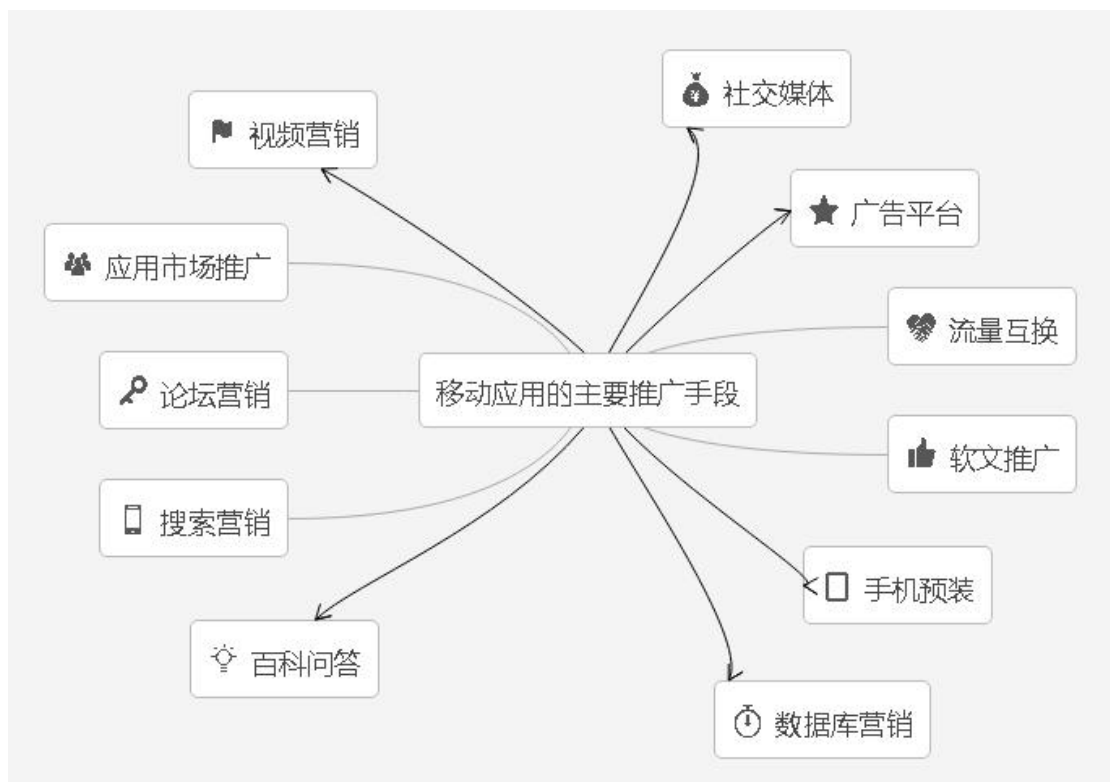 社交媒体
视频营销
广告平台
应用市场推广
流量互换
论坛营销
移动应用的主要推广手段
软文推广
搜索营销
手机预装
百科问答
数据库营销